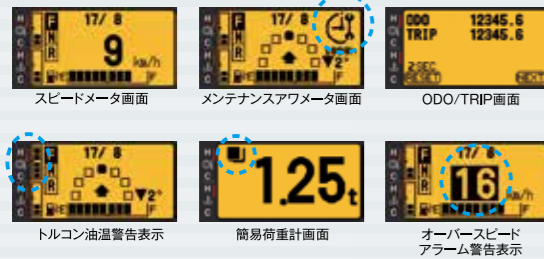 17/ 8
F
N
R
9 km/h
E F
スピードメータ画面
17/ 8
F
N
R
▼2°
E F
メンテナンスアワメータ画面
ODO 12345.6
TRIP 12345.6
2SEC
RESET NEXT
ODO/TRIP画面
17/ 8
F
N
R
▼2°
E F
トルコン油温警告表示
1.25t
簡易荷重計画面
17/ 8
F
N
R
16 km/h
E F
オーバースピード
アラーム警告表示